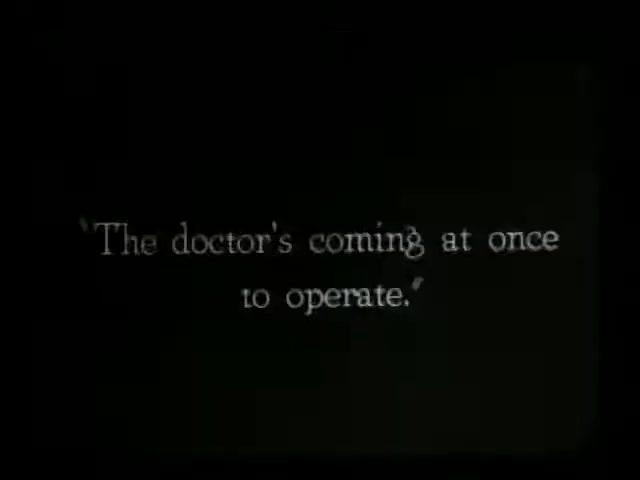 "The doctor's coming at once
to operate."